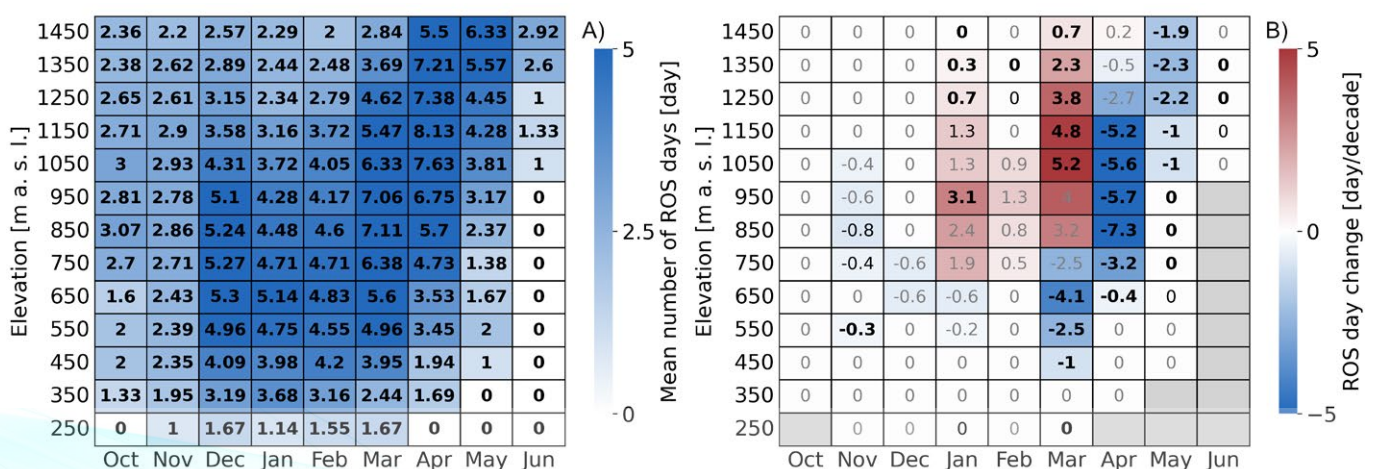 A)
B)
Elevation [m a. s. l.]
1450 2.36 2.2 2.57 2.29 2 2.84 5.5 6.33 2.92
1350 2.38 2.62 2.89 2.44 2.48 3.69 7.21 5.57 2.6
1250 2.65 2.61 3.15 2.34 2.79 4.62 7.38 4.45 1
1150 2.71 2.9 3.58 3.16 3.72 5.47 8.13 4.28 1.33
1050 3 2.93 4.31 3.72 4.05 6.33 7.63 3.81 1
950 2.81 2.78 5.1 4.28 4.17 7.06 6.75 3.17 0
850 3.07 2.86 5.24 4.48 4.6 7.11 5.7 2.37 0
750 2.7 2.71 5.27 4.71 4.71 6.38 4.73 1.38 0
650 1.6 2.43 5.3 5.14 4.83 5.6 3.53 1.67 0
550 2 2.39 4.96 4.75 4.55 4.96 3.45 2 0
450 2 2.35 4.09 3.98 4.2 3.95 1.94 1 0
350 1.33 1.95 3.19 3.68 3.16 2.44 1.69 0 0
250 0 1 1.67 1.14 1.55 1.67 0 0 0
Oct Nov Dec Jan Feb Mar Apr May Jun
5
2.5
0
Mean number of ROS days [day]
Elevation [m a. s. l.]
1450 0 0 0 0 0 0.7 0.2 -1.9 0
1350 0 0 0 0.3 0 2.3 -0.5 -2.3 0
1250 0 0 0 0.7 0 3.8 -2.7 -2.2 0
1150 0 0 0 1.3 0 4.8 -5.2 -1 0
1050 0 -0.4 0 1.3 0.9 5.2 -5.6 -1 0
950 0 -0.6 0 3.1 1.3 4 -5.7 0
850 0 -0.8 0 2.4 0.8 3.2 -7.3 0
750 0 -0.4 -0.6 1.9 0.5 -2.5 -3.2 0
650 0 0 -0.6 -0.6 0 -4.1 -0.4 0
550 0 -0.3 0 -0.2 0 -2.5 0 0
450 0 0 0 0 0 -1 0 0
350 0 0 0 0 0 0 0
250 0 0 0 0 0
Oct Nov Dec Jan Feb Mar Apr May Jun
5
0
−5
ROS day change [day/decade]